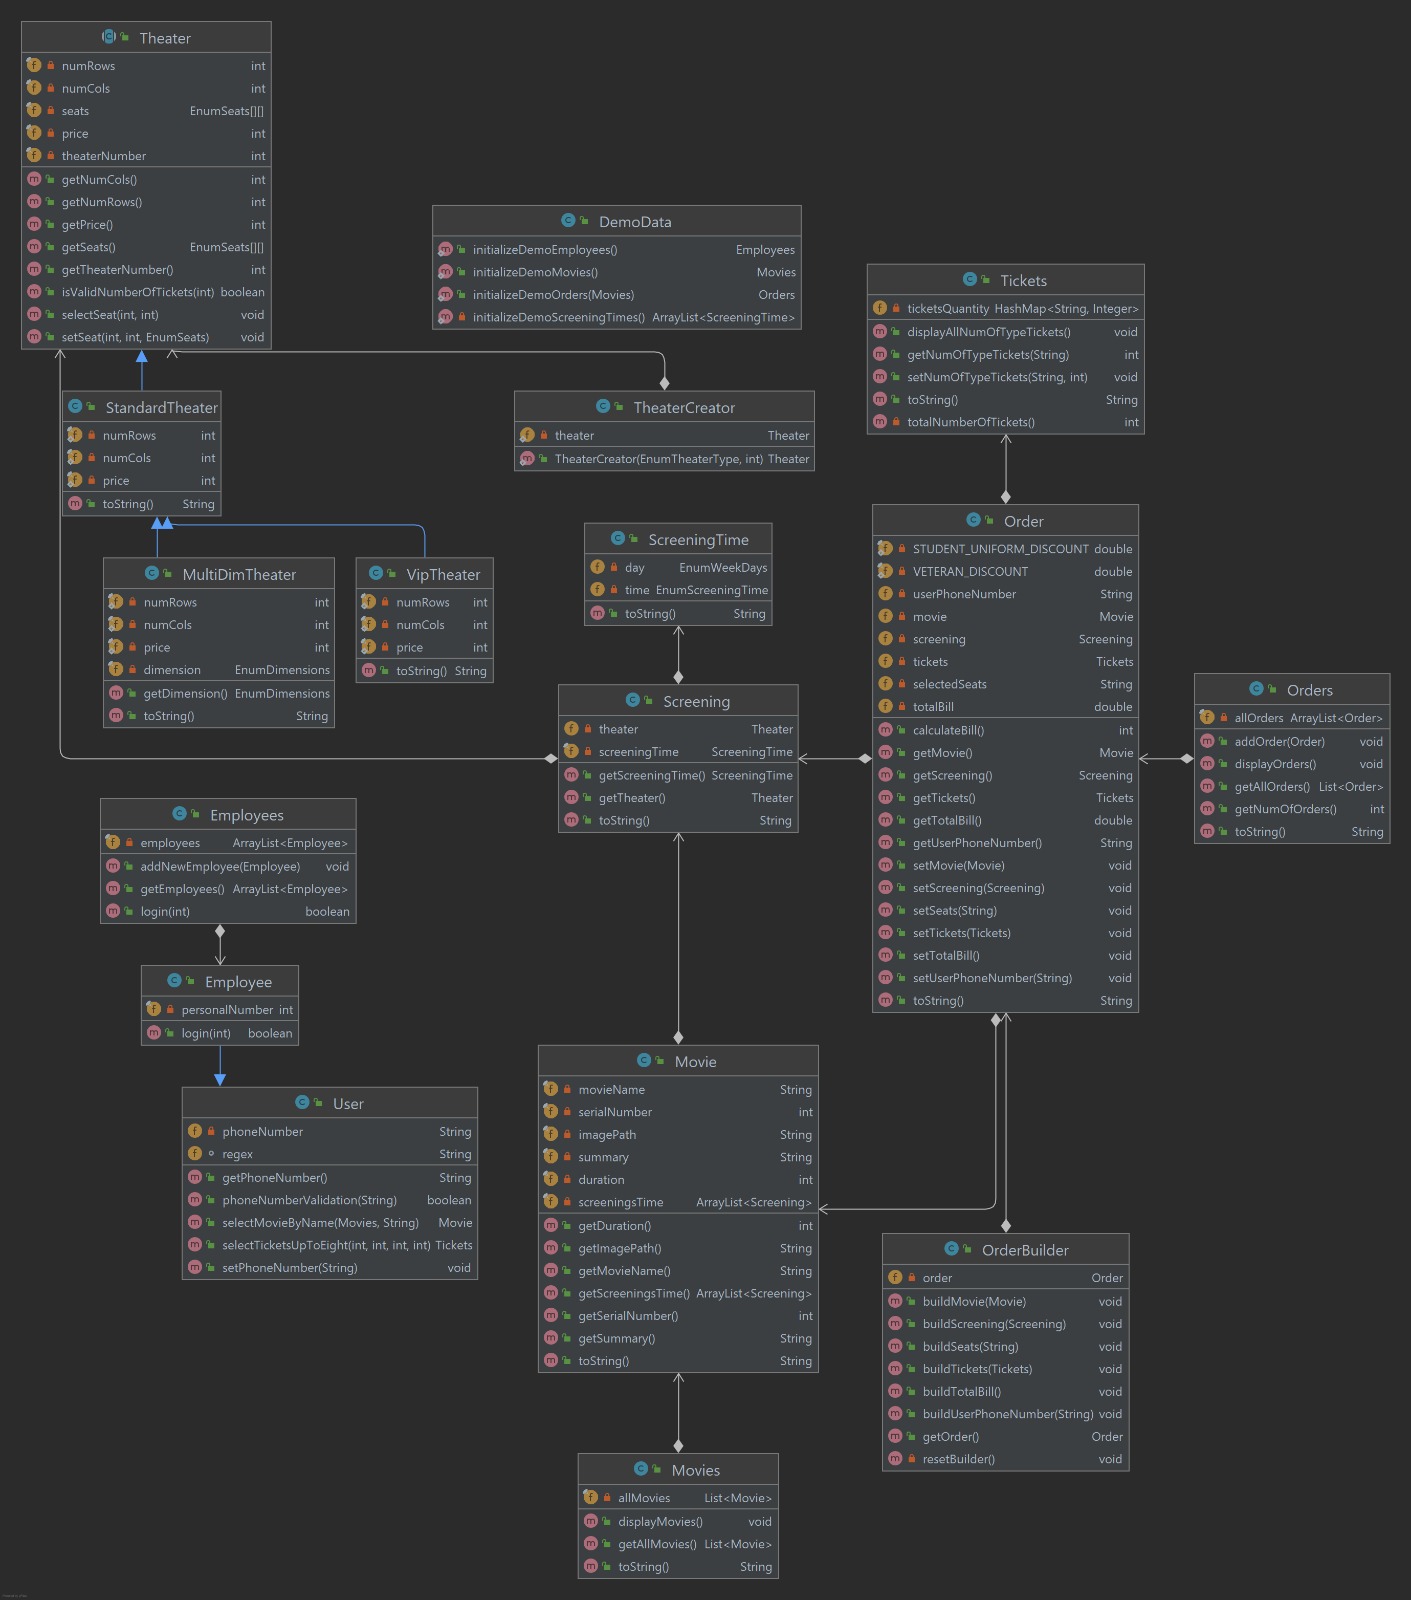 Theater
numRows int
numCols int
seats EnumSeats[][]
price int
theaterNumber int
getNumCols() int
getNumRows() int
getPrice() int
getSeats() EnumSeats[][]
getTheaterNumber() int
isValidNumberOfTickets(int) boolean
selectSeat(int, int) void
setSeat(int, int, EnumSeats) void
DemoData
initializeDemoEmployees() Employees
initializeDemoMovies() Movies
initializeDemoOrders(Movies) Orders
initializeDemoScreeningTimes() ArrayList<ScreeningTime>
Tickets
ticketsQuantity HashMap<String, Integer>
displayAllNumOfTypeTickets() void
getNumOfTypeTickets(String) int
setNumOfTypeTickets(String, int) void
toString() String
totalNumberOfTickets() int
StandardTheater
numRows int
numCols int
price int
toString() String
TheaterCreator
theater Theater
TheaterCreator(EnumTheaterType, int) Theater
MultiDimTheater
numRows int
numCols int
price int
dimension EnumDimensions
getDimension() EnumDimensions
toString() String
VipTheater
numRows int
numCols int
price int
toString() String
ScreeningTime
day EnumWeekDays
time EnumScreeningTime
toString() String
Order
STUDENT_UNIFORM_DISCOUNT double
VETERAN_DISCOUNT double
userPhoneNumber String
movie Movie
screening Screening
tickets Tickets
selectedSeats String
totalBill double
calculateBill() int
getMovie() Movie
getScreening() Screening
getTickets() Tickets
getTotalBill() double
getUserPhoneNumber() String
setMovie(Movie) void
setScreening(Screening) void
setSeats(String) void
setTickets(Tickets) void
setTotalBill() void
setUserPhoneNumber(String) void
toString() String
Screening
theater Theater
screeningTime ScreeningTime
getScreeningTime() ScreeningTime
getTheater() Theater
toString() String
Orders
allOrders ArrayList<Order>
addOrder(Order) void
displayOrders() void
getAllOrders() List<Order>
getNumOfOrders() int
toString() String
Employees
employees ArrayList<Employee>
addNewEmployee(Employee) void
getEmployees() ArrayList<Employee>
login(int) boolean
Employee
personalNumber int
login(int) boolean
User
phoneNumber String
regex String
getPhoneNumber() String
phoneNumberValidation(String) boolean
selectMovieByName(Movies, String) Movie
selectTicketsUpToEight(int, int, int, int) Tickets
setPhoneNumber(String) void
Movie
movieName String
serialNumber int
imagePath String
summary String
duration int
screeningsTime ArrayList<Screening>
getDuration() int
getImagePath() String
getMovieName() String
getScreeningsTime() ArrayList<Screening>
getSerialNumber() int
getSummary() String
toString() String
OrderBuilder
order Order
buildMovie(Movie) void
buildScreening(Screening) void
buildSeats(String) void
buildTickets(Tickets) void
buildTotalBill() void
buildUserPhoneNumber(String) void
getOrder() Order
resetBuilder() void
Movies
allMovies List<Movie>
displayMovies() void
getAllMovies() List<Movie>
toString() String